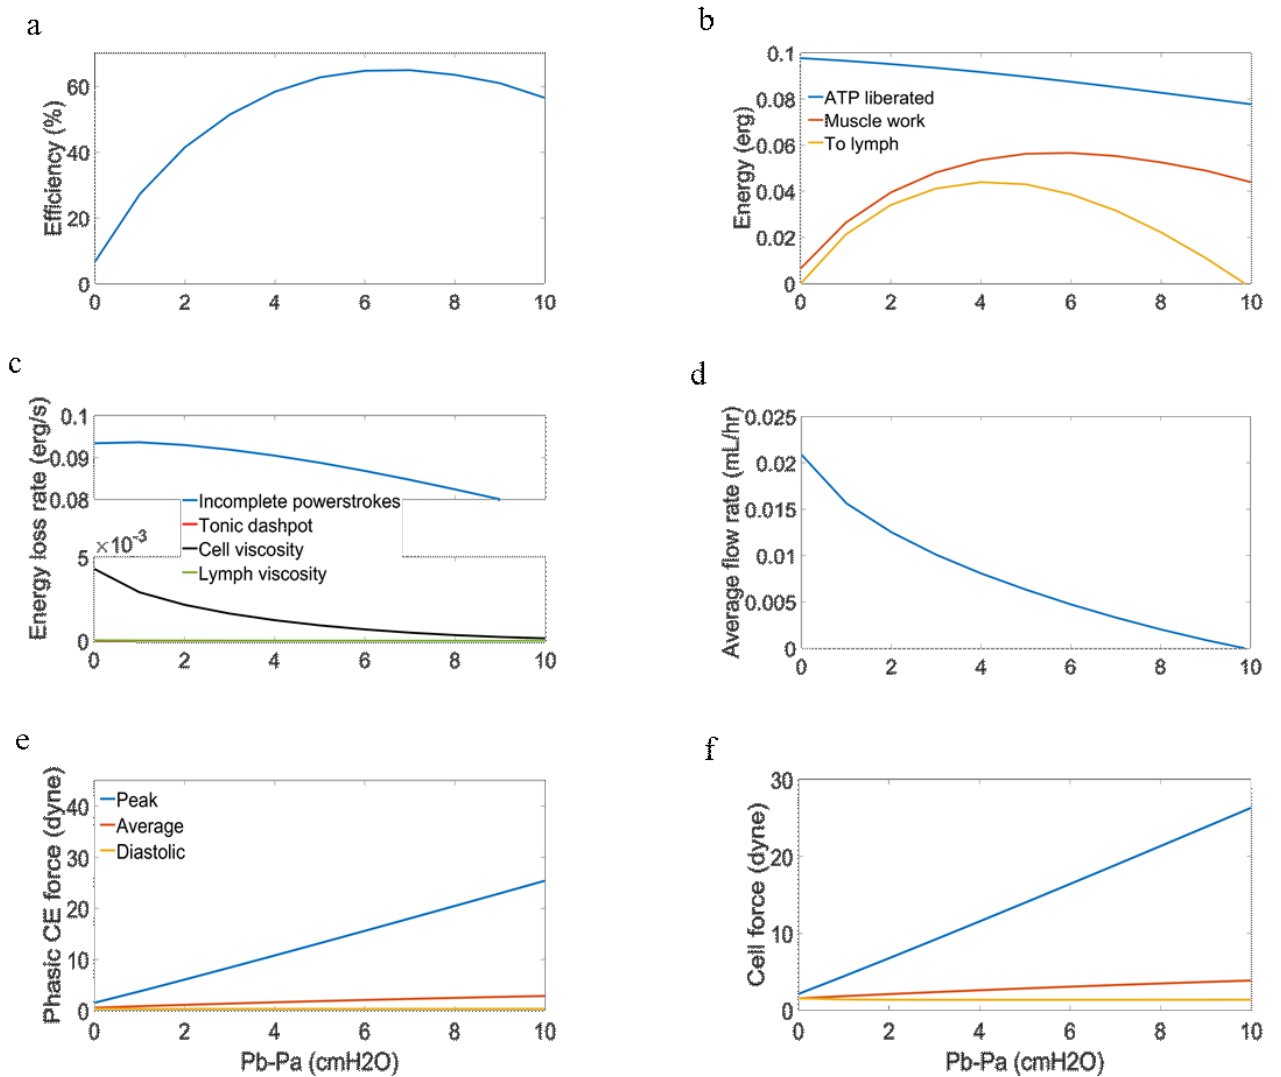 a
Efficiency (%)
60
40
20
0
0 2 4 6 8 10
b
Energy (erg)
0.1
0.08
0.06
0.04
0.02
0
ATP liberated
Muscle work
To lymph
0 2 4 6 8 10
c
Energy loss rate (erg/s)
0.1
0.09
0.08
Incomplete powerstrokes
Tonic dashpot
Cell viscosity
Lymph viscosity
×10-3
5
0
0 2 4 6 8 10
d
Average flow rate (mL/hr)
0.025
0.02
0.015
0.01
0.005
0
0 2 4 6 8 10
e
Phasic CE force (dyne)
40
30
20
10
0
Peak
Average
Diastolic
0 2 4 6 8 10
Pb-Pa (cmH2O)
f
Cell force (dyne)
30
20
10
0
0 2 4 6 8 10
Pb-Pa (cmH2O)